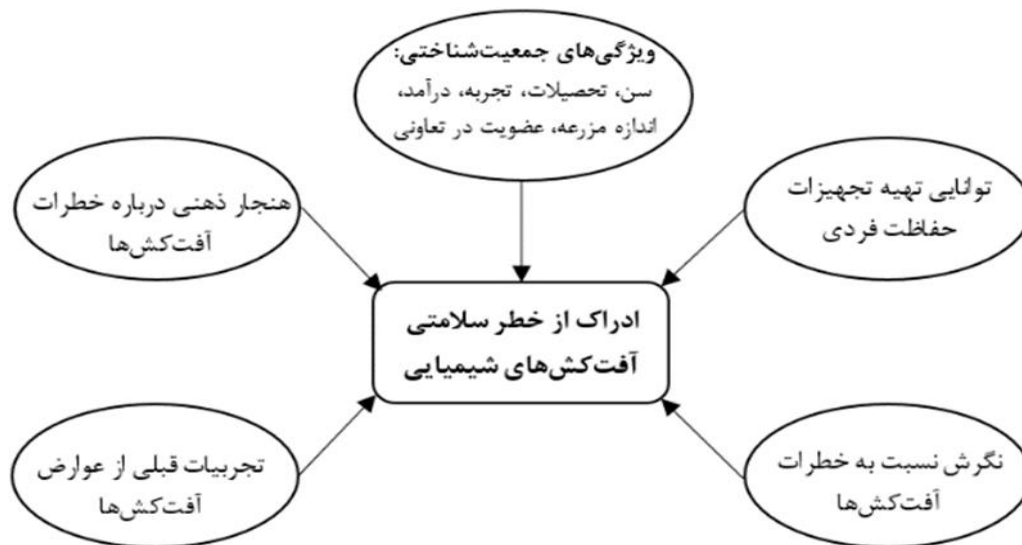 ویژگی‌های جمعیت‌شناختی:
سن، تحصیلات، تجربه، درآمد،
اندازه مزرعه، عضویت در تعاونی
توانایی تهیه تجهیزات
حفاظت فردی
هنجار ذهنی درباره خطرات
آفت‌کش‌ها
ادراک از خطر سلامتی
آفت‌کش‌های شیمیایی
نگرش نسبت به خطرات
آفت‌کش‌ها
تجربیات قبلی از عوارض
آفت‌کش‌ها